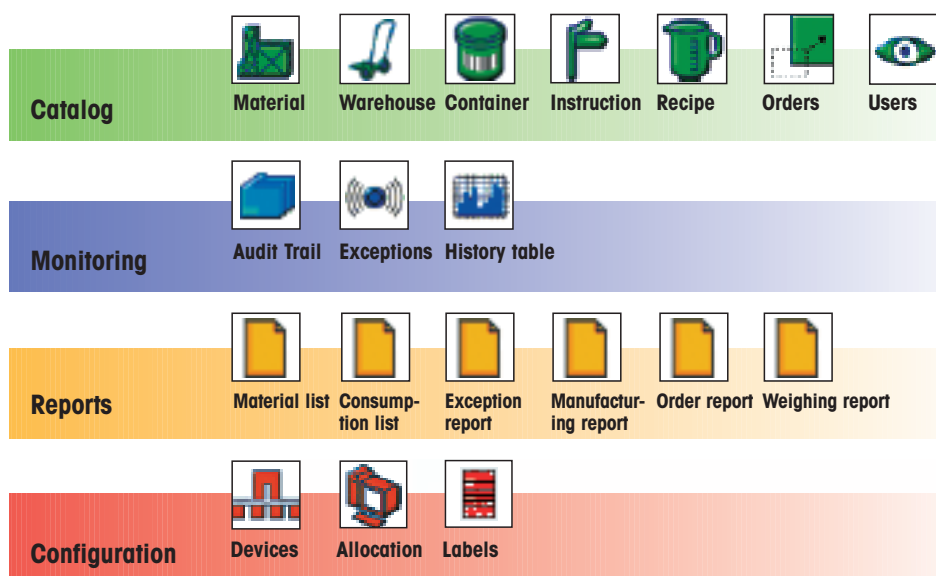 Catalog
Material Warehouse Container Instruction Recipe Orders Users
Monitoring
Audit Trail Exceptions History table
Reports
Material list Consump- Exception Manufactur- Order report Weighing report
tion list report ing report
Configuration
Devices Allocation Labels